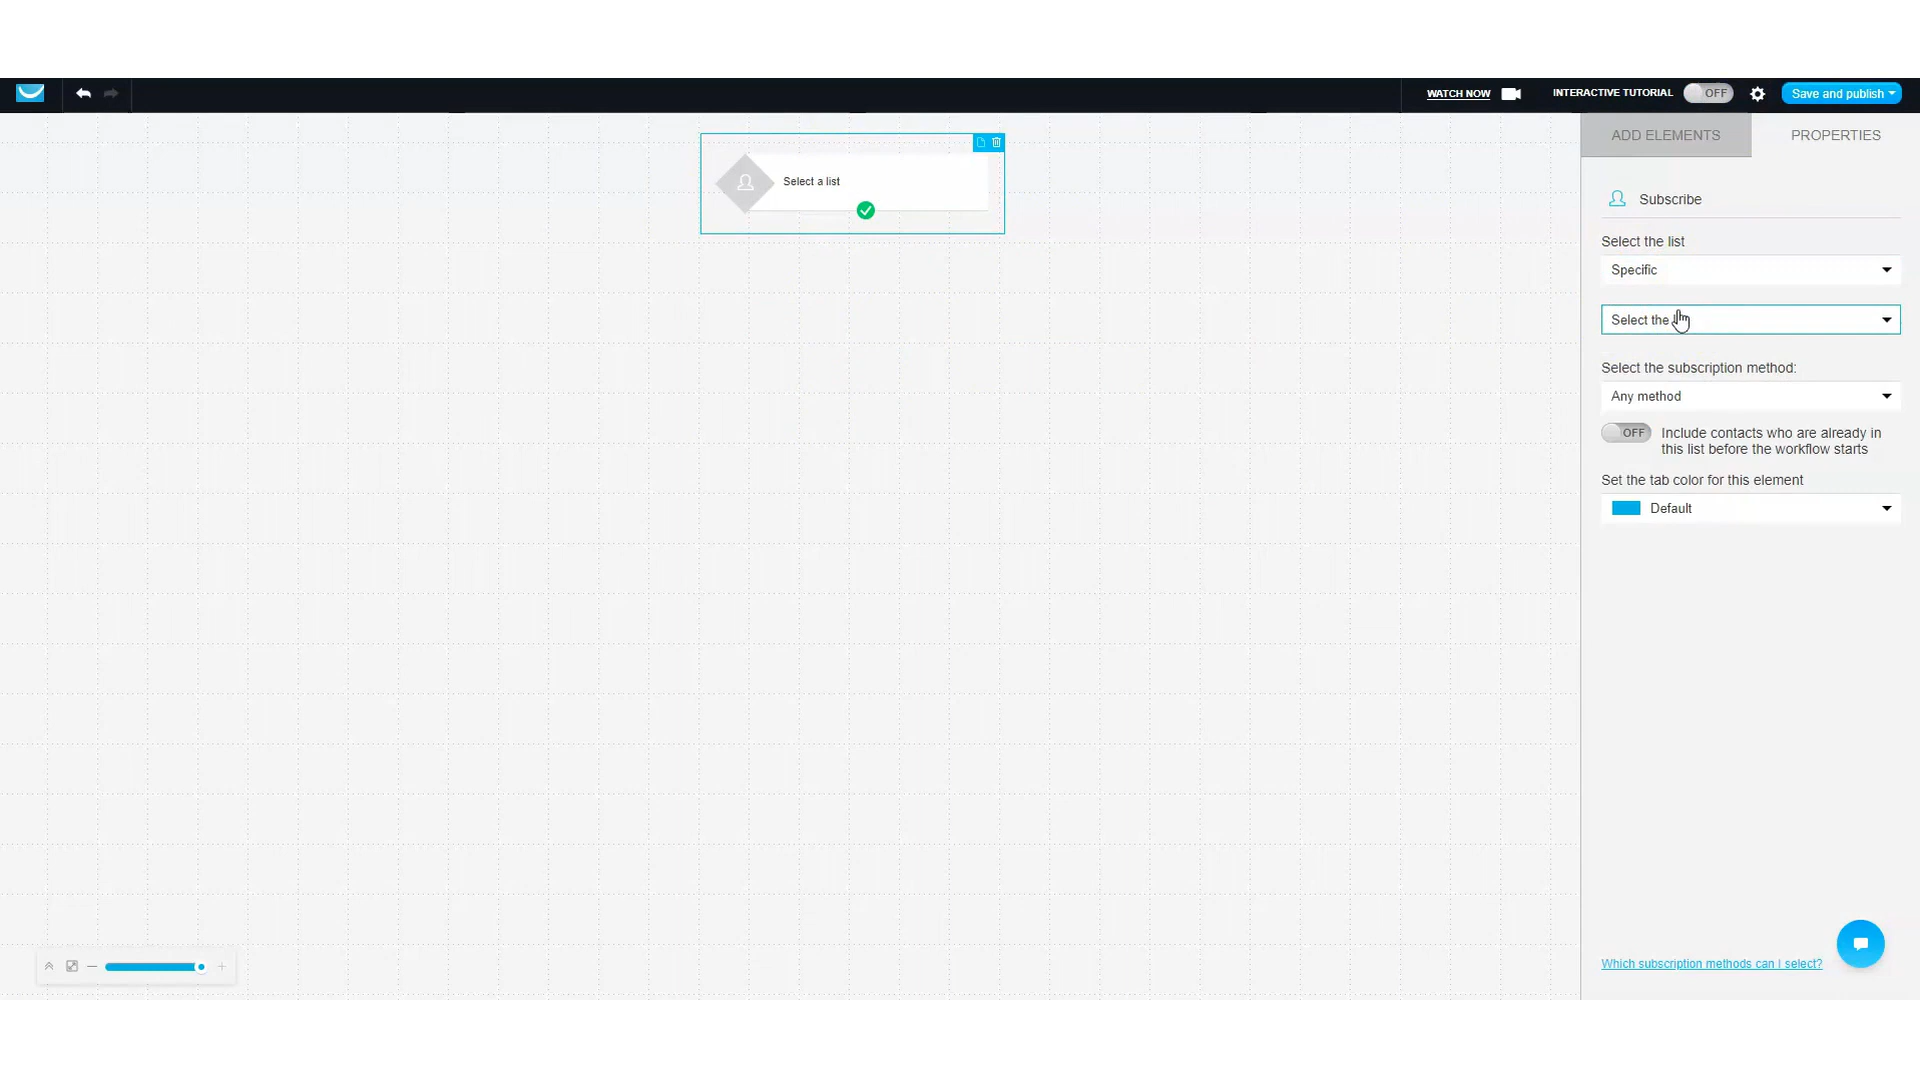 WATCH NOW
INTERACTIVE TUTORIAL
OFF
Save and publish
Select a list
ADD ELEMENTS
PROPERTIES
Subscribe
Select the list
Specific
Select the
Select the subscription method:
Any method
OFF
Include contacts who are already in
this list before the workflow starts
Set the tab color for this element
Default
Which subscription methods can I select?